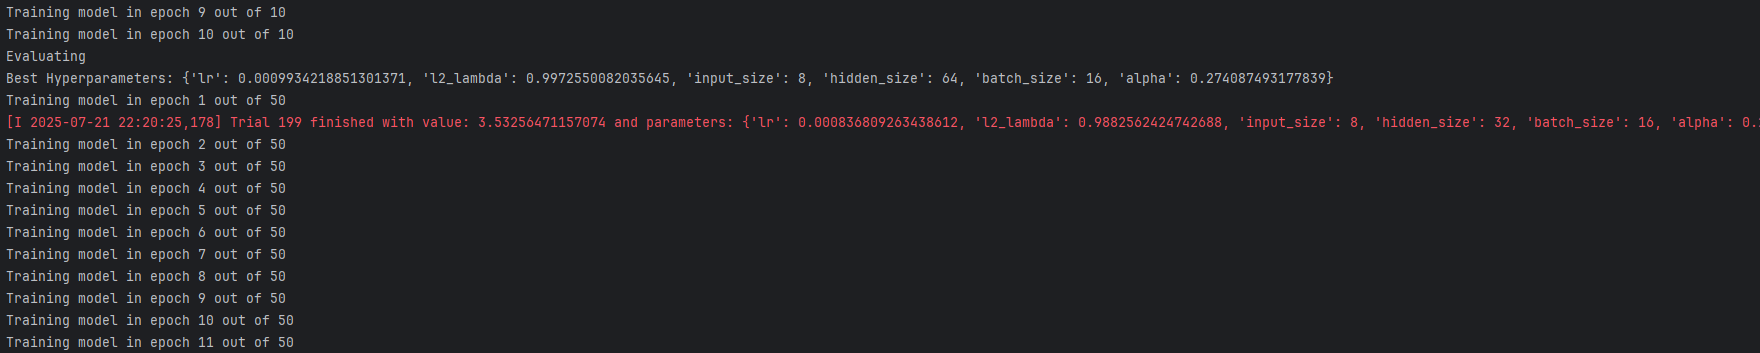 Training model in epoch 9 out of 10
Training model in epoch 10 out of 10
Evaluating
Best Hyperparameters: {'lr': 0.0009934218851301371, 'l2_lambda': 0.9972550082035645, 'input_size': 8, 'hidden_size': 64, 'batch_size': 16, 'alpha': 0.274087493177839}
Training model in epoch 1 out of 50
[I 2025-07-21 22:20:25,178] Trial 199 finished with value: 3.53256471157074 and parameters: {'lr': 0.000836809263438612, 'l2_lambda': 0.9882562424742688, 'input_size': 8, 'hidden_size': 32, 'batch_size': 16, 'alpha': 0.
Training model in epoch 2 out of 50
Training model in epoch 3 out of 50
Training model in epoch 4 out of 50
Training model in epoch 5 out of 50
Training model in epoch 6 out of 50
Training model in epoch 7 out of 50
Training model in epoch 8 out of 50
Training model in epoch 9 out of 50
Training model in epoch 10 out of 50
Training model in epoch 11 out of 50